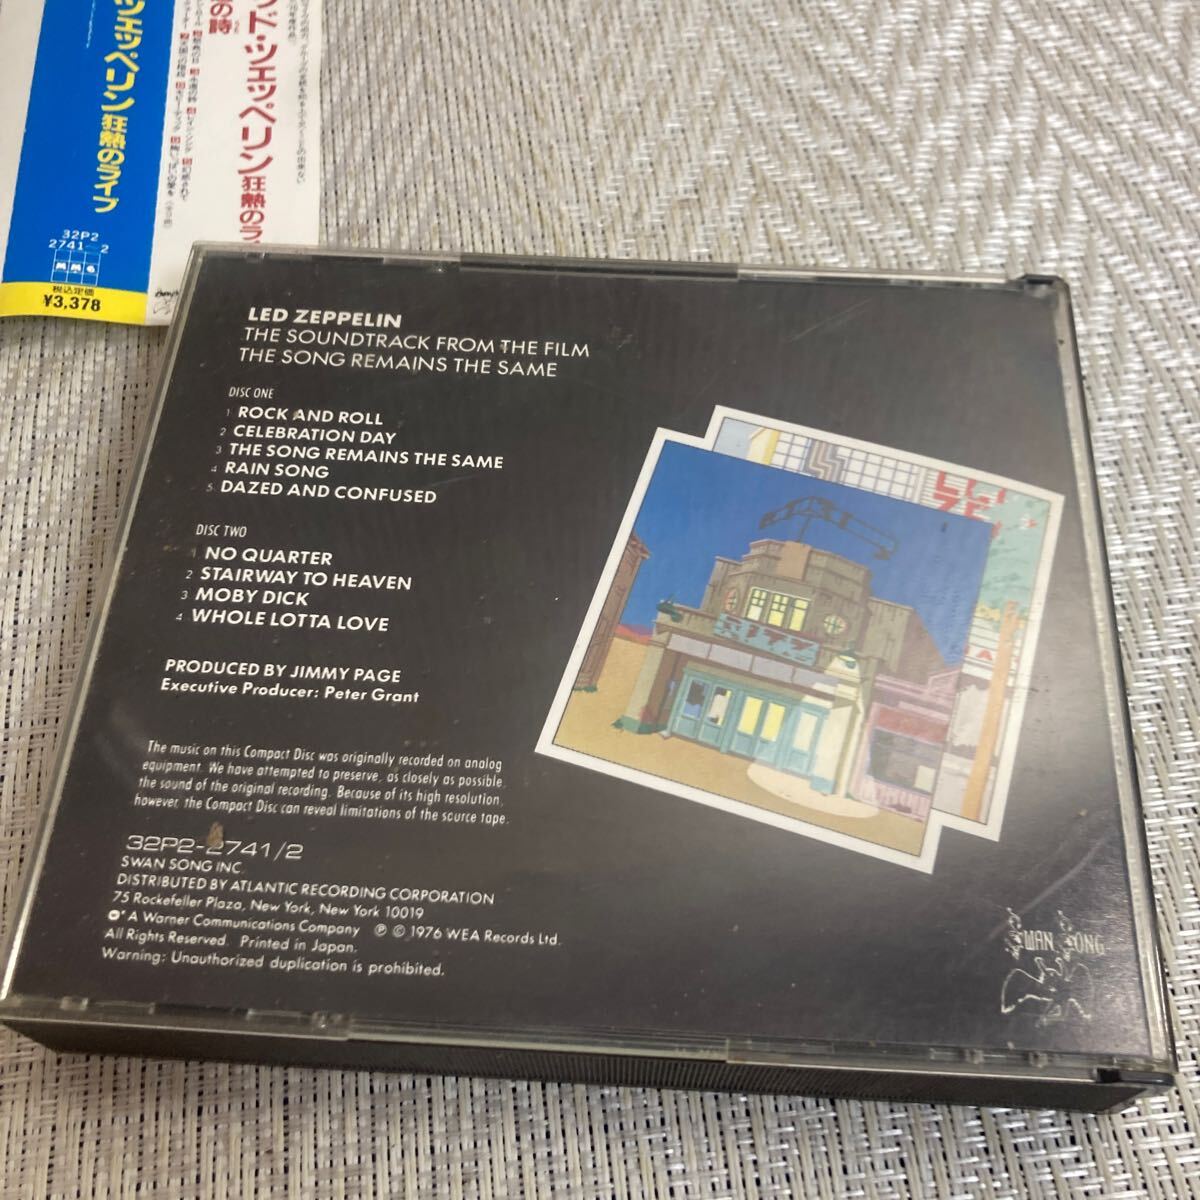 ツェッペリン 狂熱のライブ
32P2
2741~2
税込定価
¥3,378
ッド・ツェッペリン 狂熱のライ
の詩
LED ZEPPELIN
THE SOUNDTRACK FROM THE FILM
THE SONG REMAINS THE SAME
DISC ONE
1 ROCK AND ROLL
2 CELEBRATION DAY
3 THE SONG REMAINS THE SAME
4 RAIN SONG
5 DAZED AND CONFUSED
DISC TWO
1 NO QUARTER
2 STAIRWAY TO HEAVEN
3 MOBY DICK
4 WHOLE LOTTA LOVE
PRODUCED BY JIMMY PAGE
Executive Producer: Peter Grant
The music on this Compact Disc was originally recorded on analog
equipment. We have attempted to preserve, as closely as possible,
the sound of the original recording. Because of its high resolution,
however, the Compact Disc can reveal limitations of the source tape.
32P2-2741/2
SWAN SONG INC.
DISTRIBUTED BY ATLANTIC RECORDING CORPORATION
75 Rockefeller Plaza, New York, New York 10019
A Warner Communications Company ℗ © 1976 WEA Records Ltd.
All Rights Reserved. Printed in Japan.
Warning: Unauthorized duplication is prohibited.
SWAN SONG